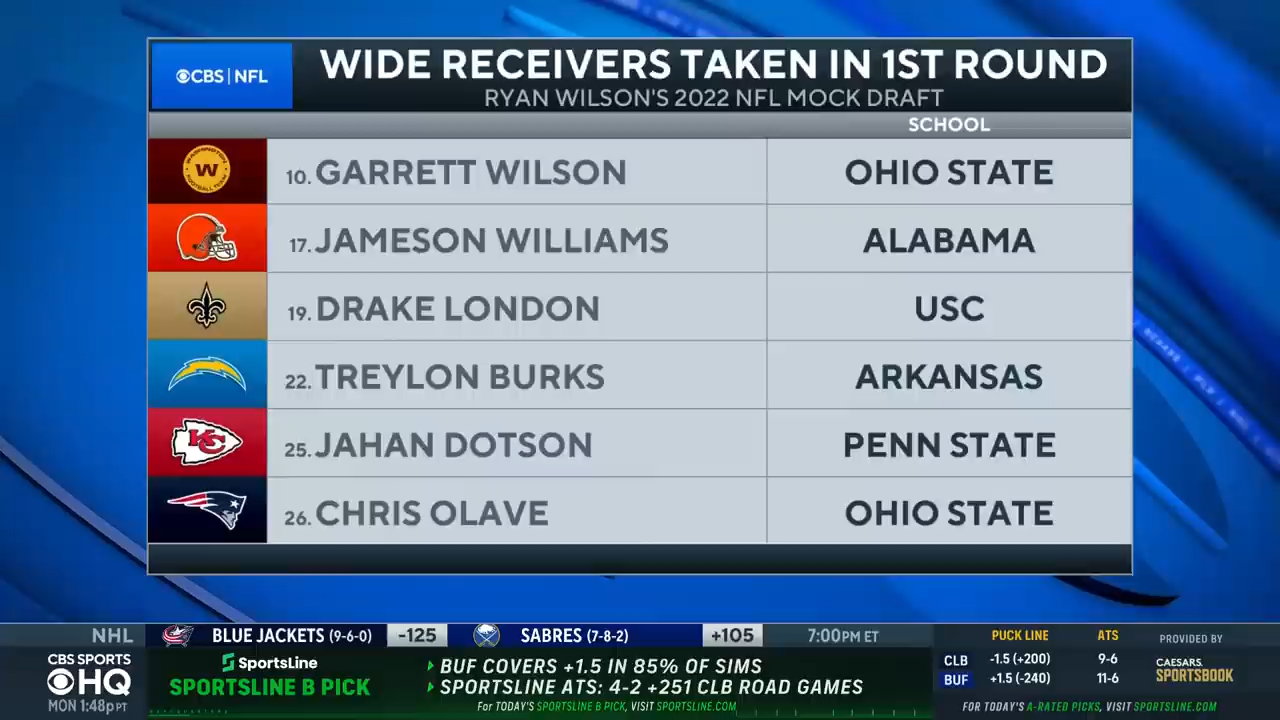 CBS | NFL
WIDE RECEIVERS TAKEN IN 1ST ROUND
RYAN WILSON'S 2022 NFL MOCK DRAFT
SCHOOL
WASHINGTON W FOOTBALL TEAM
10. GARRETT WILSON OHIO STATE
17. JAMESON WILLIAMS ALABAMA
19. DRAKE LONDON USC
22. TREYLON BURKS ARKANSAS
KC
25. JAHAN DOTSON PENN STATE
26. CHRIS OLAVE OHIO STATE
NHL BLUE JACKETS (9-6-0) -125 SABRES (7-8-2) +105 7:00PM ET
CBS SPORTS
HQ
MON 1:48p PT
SportsLine
SPORTSLINE B PICK
BUF COVERS +1.5 IN 85% OF SIMS
SPORTSLINE ATS: 4-2 +251 CLB ROAD GAMES
FOR TODAY'S SPORTSLINE B PICK, VISIT SPORTSLINE.COM
PUCK LINE ATS
CLB -1.5 (+200) 9-6
BUF +1.5 (-240) 11-6
PROVIDED BY
CAESARS
SPORTSBOOK
FOR TODAY'S A-RATED PICKS, VISIT SPORTSLINE.COM